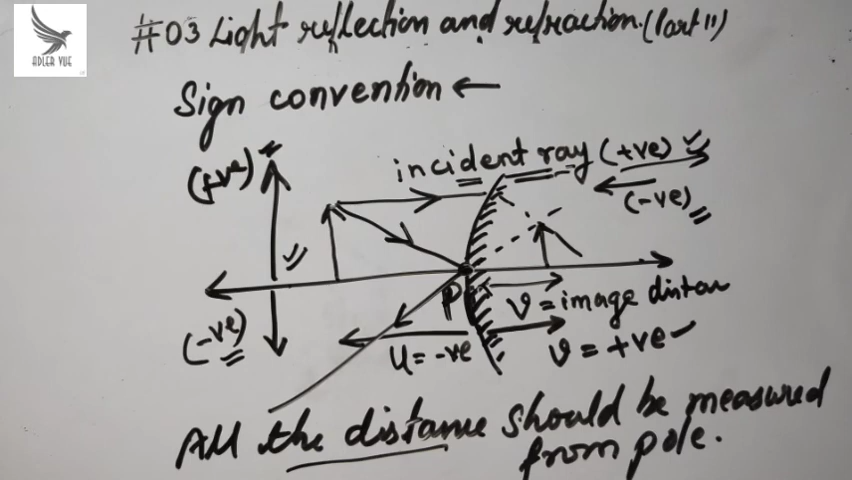 ADLER VUE
#03 Light reflection and refraction. (Part 11)
Sign convention ←
(+ve)
incident ray (+ve)
(-ve)
P
v = image distan
(-ve)
u = -ve
v = +ve
All the distance should be measured
from pole.